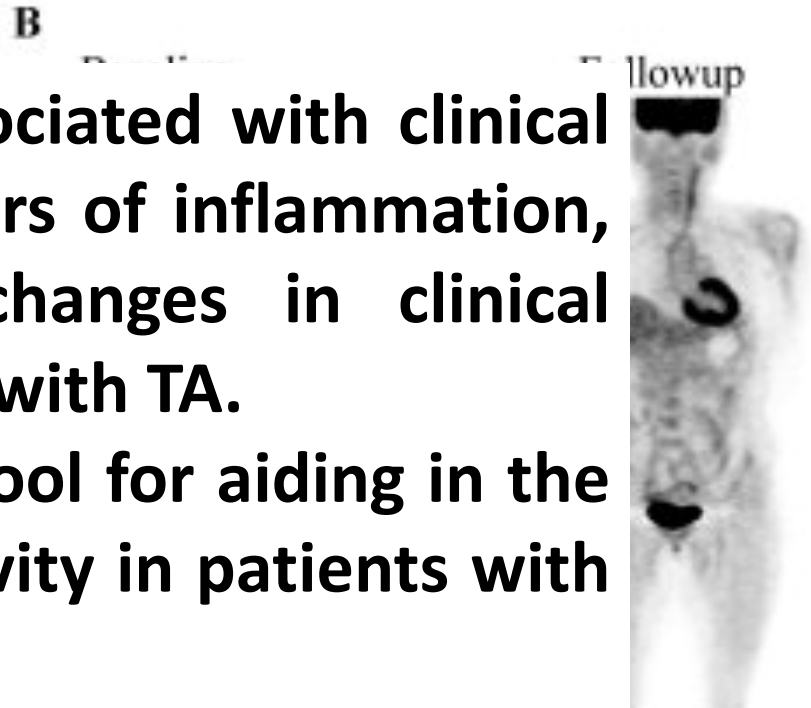 B
llowup
ociated with clinical
rs of inflammation,
changes in clinical
with TA.
ool for aiding in the
vity in patients with